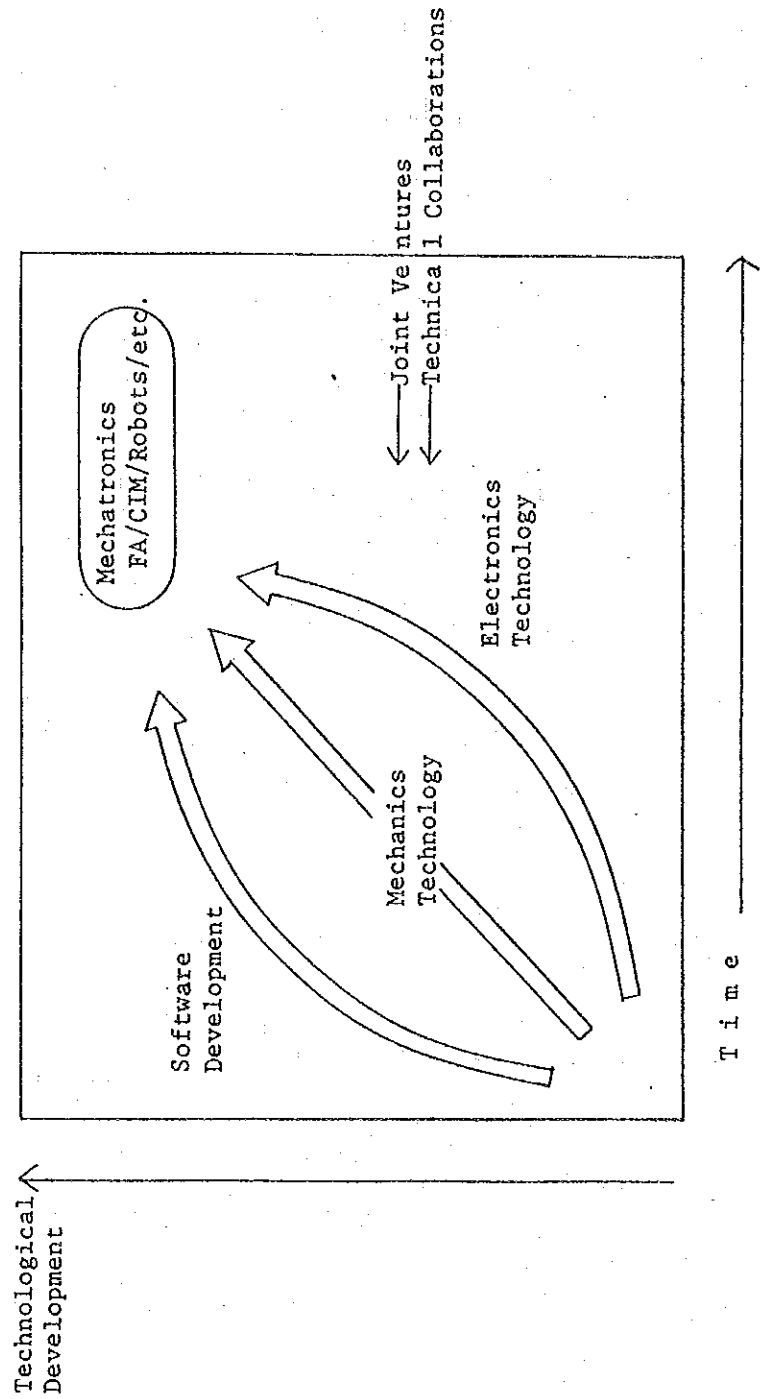 Technological
Development
Mechatronics
FA/CIM/Robots/etc.
Software
Development
Mechanics
Technology
Electronics
Technology
Joint Ventures
Technical Collaborations
Time